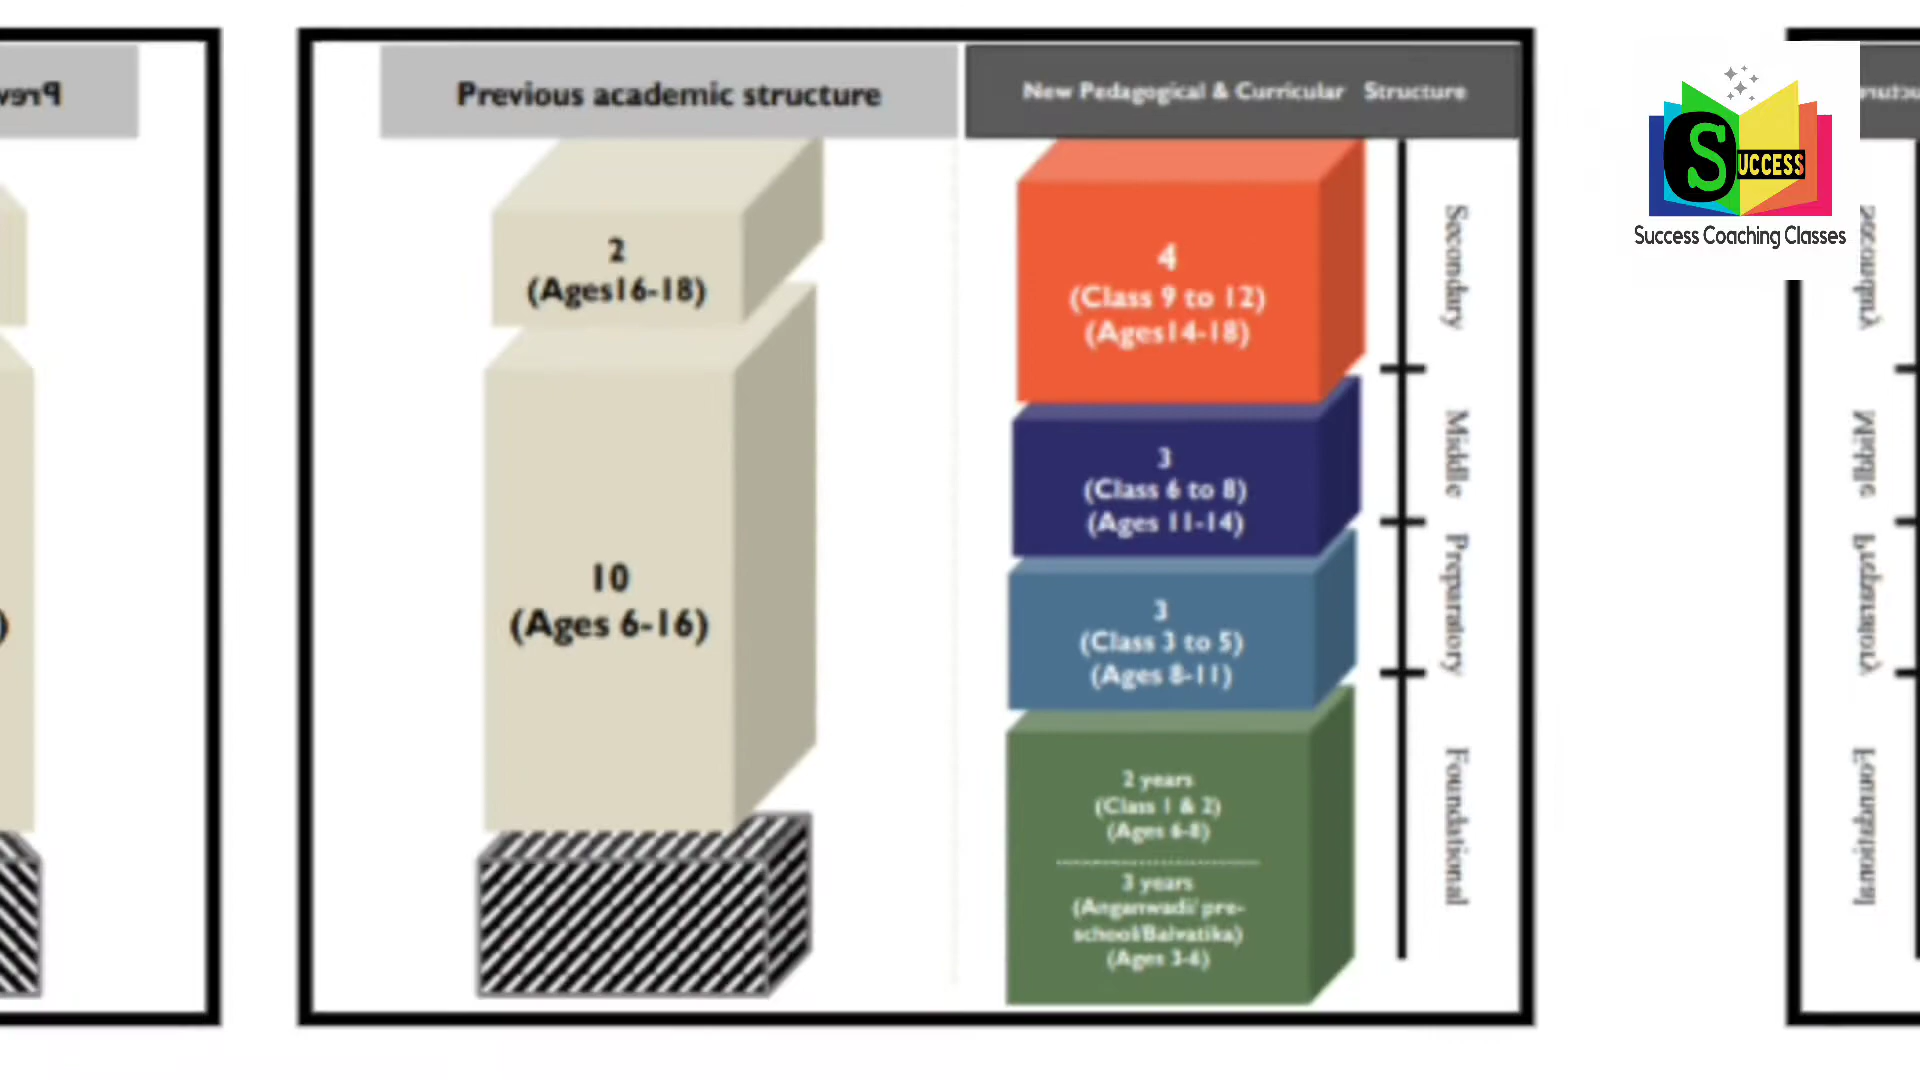 Previous academic structure
New Pedagogical & Curricular Structure
2
(Ages16-18)
10
(Ages 6-16)
4
(Class 9 to 12)
(Ages14-18)
Secondary
3
(Class 6 to 8)
(Ages 11-14)
Middle
3
(Class 3 to 5)
(Ages 8-11)
Preparatory
2 years
(Class 1 & 2)
(Ages 6-8)
3 years
(Anganwadi/ pre-
school/Balvatika)
(Ages 3-6)
Foundational
SUCCESS
Success Coaching Classes